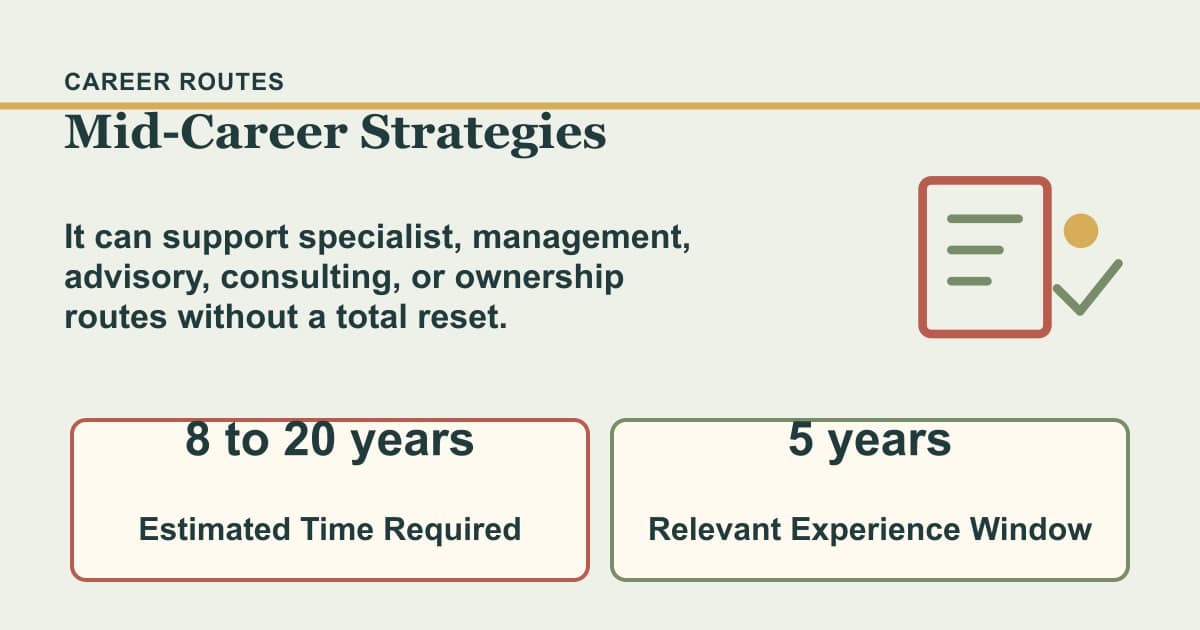 CAREER ROUTES
Mid-Career Strategies
It can support specialist, management,
advisory, consulting, or ownership
routes without a total reset.
8 to 20 years
Estimated Time Required
5 years
Relevant Experience Window